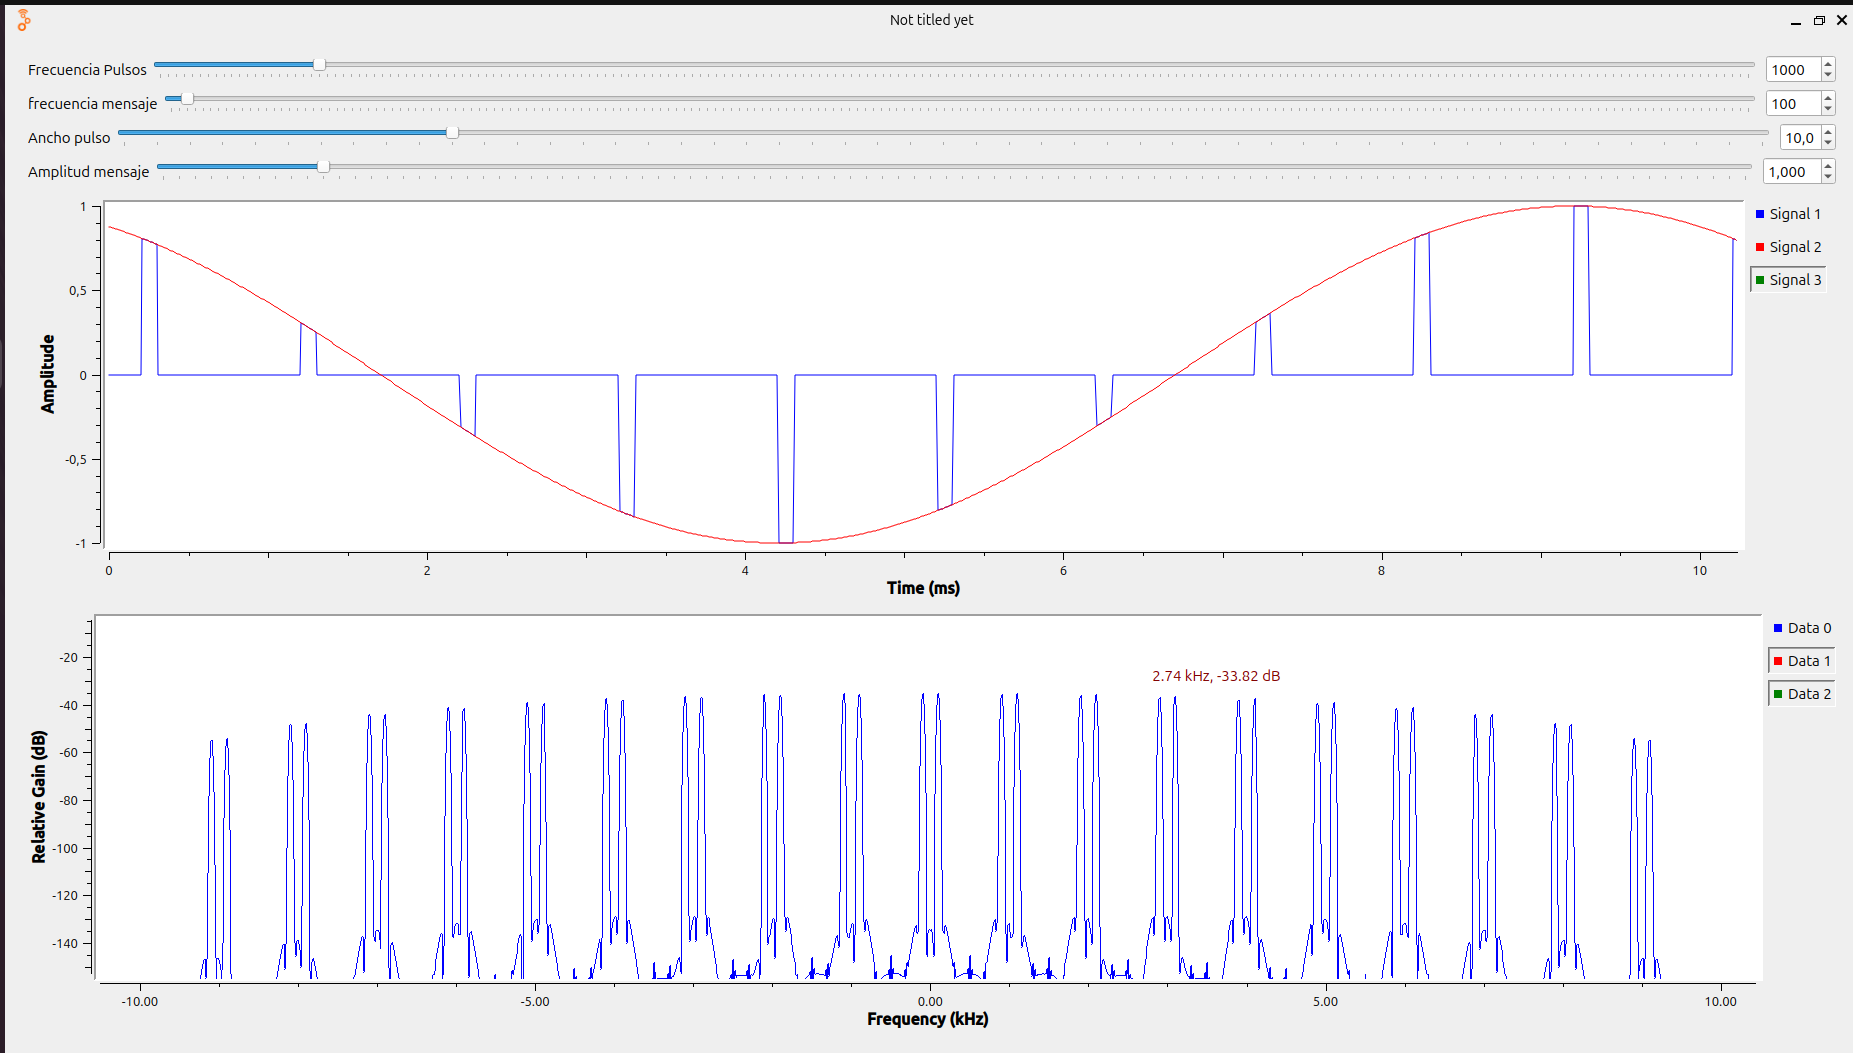 Not titled yet
Frecuencia Pulsos 1000
frecuencia mensaje 100
Ancho pulso 10,0
Amplitud mensaje 1,000
1
0,5
0
-0,5
-1
Amplitude
Signal 1
Signal 2
Signal 3
0 2 4 6 8 10
Time (ms)
-20
-40
-60
-80
-100
-120
-140
Relative Gain (dB)
2.74 kHz, -33.82 dB
Data 0
Data 1
Data 2
-10.00 -5.00 0.00 5.00 10.00
Frequency (kHz)